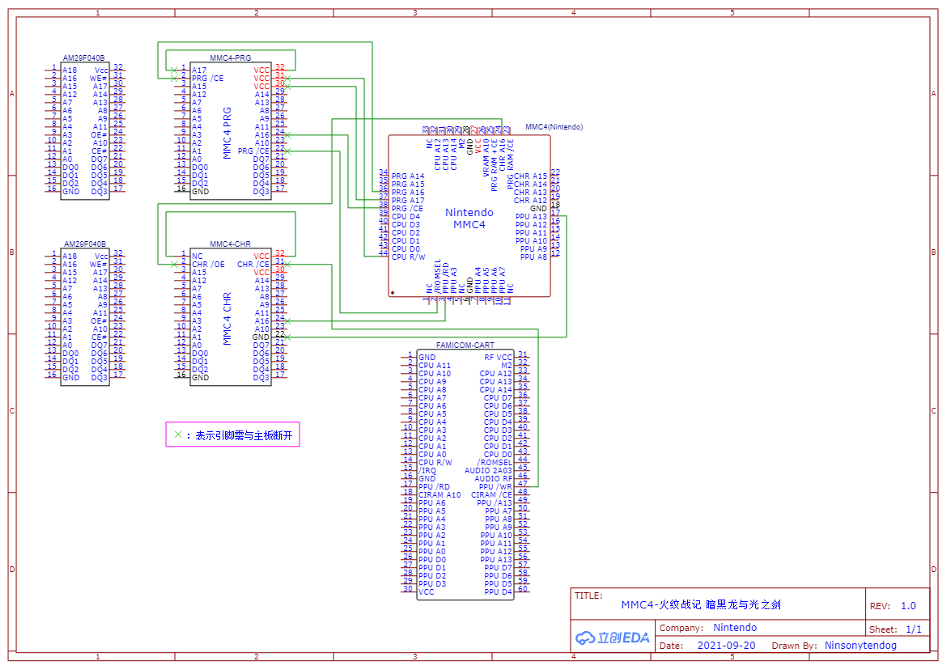 1 2 3 4 5
A
B
C
D
AM29F040B
1 A18 Vcc 32
2 A16 WE# 31
3 A15 A17 30
4 A12 A14 29
5 A7 A13 28
6 A6 A8 27
7 A5 A9 26
8 A4 A11 25
9 A3 OE# 24
10 A2 A10 23
11 A1 CE# 22
12 A0 DQ7 21
13 DQ0 DQ6 20
14 DQ1 DQ5 19
15 DQ2 DQ4 18
16 GND DQ3 17
MMC4-PRG
1 A17 VCC 32
2 PRG /CE VCC 31
3 A15 VCC 30
4 A12 A14 29
5 A7 A13 28
6 A6 A8 27
7 A5 A9 26
8 A4 A11 25
9 A3 A16 24
10 A2 A10 23
11 A1 PRG /CE 22
12 A0 DQ7 21
13 DQ0 DQ6 20
14 DQ1 DQ5 19
15 DQ2 DQ4 18
16 GND DQ3 17
MMC4 PRG
MMC4(Nintendo)
33 NC
32 CPU A12
31 CPU A13
30 CPU A14
29 M2
28 GND
27 VCC
26 VRAM A10
25 PRG RAM +CE
24 CHR A16
23 PRG RAM /CE
34 PRG A14
35 PRG A15
36 PRG A16
37 PRG A17
38 PRG /CE
39 CPU D4
40 CPU D3
41 CPU D2
42 CPU D1
43 CPU D0
44 CPU R/W
Nintendo
MMC4
CHR A15 22
CHR A14 21
CHR A13 20
CHR A12 19
GND 18
PPU A13 17
PPU A12 16
PPU A11 15
PPU A10 14
PPU A9 13
PPU A8 12
1 NC
2 /ROMSEL
3 PPU /RD
4 PPU A3
5 NC
6 GND
7 PPU A4
8 PPU A5
9 PPU A6
10 PPU A7
11 NC
AM29F040B
1 A18 Vcc 32
2 A16 WE# 31
3 A15 A17 30
4 A12 A14 29
5 A7 A13 28
6 A6 A8 27
7 A5 A9 26
8 A4 A11 25
9 A3 OE# 24
10 A2 A10 23
11 A1 CE# 22
12 A0 DQ7 21
13 DQ0 DQ6 20
14 DQ1 DQ5 19
15 DQ2 DQ4 18
16 GND DQ3 17
MMC4-CHR
1 NC VCC 32
2 CHR /OE CHR /CE 31
3 A15 VCC 30
4 A12 A14 29
5 A7 A13 28
6 A6 A8 27
7 A5 A9 26
8 A4 A11 25
9 A3 A16 24
10 A2 A10 23
11 A1 GND 22
12 A0 DQ7 21
13 DQ0 DQ6 20
14 DQ1 DQ5 19
15 DQ2 DQ4 18
16 GND DQ3 17
MMC4 CHR
FAMICOM-CART
1 GND RF VCC 31
2 CPU A11 M2 32
3 CPU A10 CPU A12 33
4 CPU A9 CPU A13 34
5 CPU A8 CPU A14 35
6 CPU A7 CPU D7 36
7 CPU A6 CPU D6 37
8 CPU A5 CPU D5 38
9 CPU A4 CPU D4 39
10 CPU A3 CPU D3 40
11 CPU A2 CPU D2 41
12 CPU A1 CPU D1 42
13 CPU A0 CPU D0 43
14 CPU R/W /ROMSEL 44
15 /IRQ AUDIO 2A03 45
16 GND AUDIO RF 46
17 PPU /RD PPU /WR 47
18 CIRAM A10 CIRAM /CE 48
19 PPU A6 PPU /A13 49
20 PPU A5 PPU A7 50
21 PPU A4 PPU A8 51
22 PPU A3 PPU A9 52
23 PPU A2 PPU A10 53
24 PPU A1 PPU A11 54
25 PPU A0 PPU A12 55
26 PPU D0 PPU A13 56
27 PPU D1 PPU D7 57
28 PPU D2 PPU D6 58
29 PPU D3 PPU D5 59
30 VCC PPU D4 60
×：表示引脚需与主板断开
TITLE:
MMC4-火纹战记 暗黑龙与光之剑
REV: 1.0
立创EDA
Company: Nintendo
Sheet: 1/1
Date: 2021-09-20 Drawn By: Ninsonytendog
A
B
C
D
1 2 3 4 5